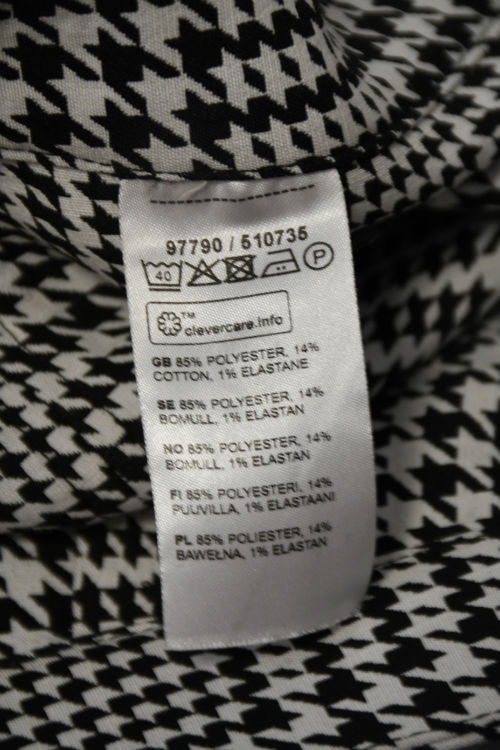 97790 / 510735
40 P
™
clevercare.info
GB 85% POLYESTER, 14%
COTTON, 1% ELASTANE
SE 85% POLYESTER, 14%
BOMULL, 1% ELASTAN
NO 85% POLYESTER, 14%
BOMULL, 1% ELASTAN
FI 85% POLYESTERI, 14%
PUUVILLA, 1% ELASTAANI
PL 85% POLIESTER, 14%
BAWEŁNA, 1% ELASTAN